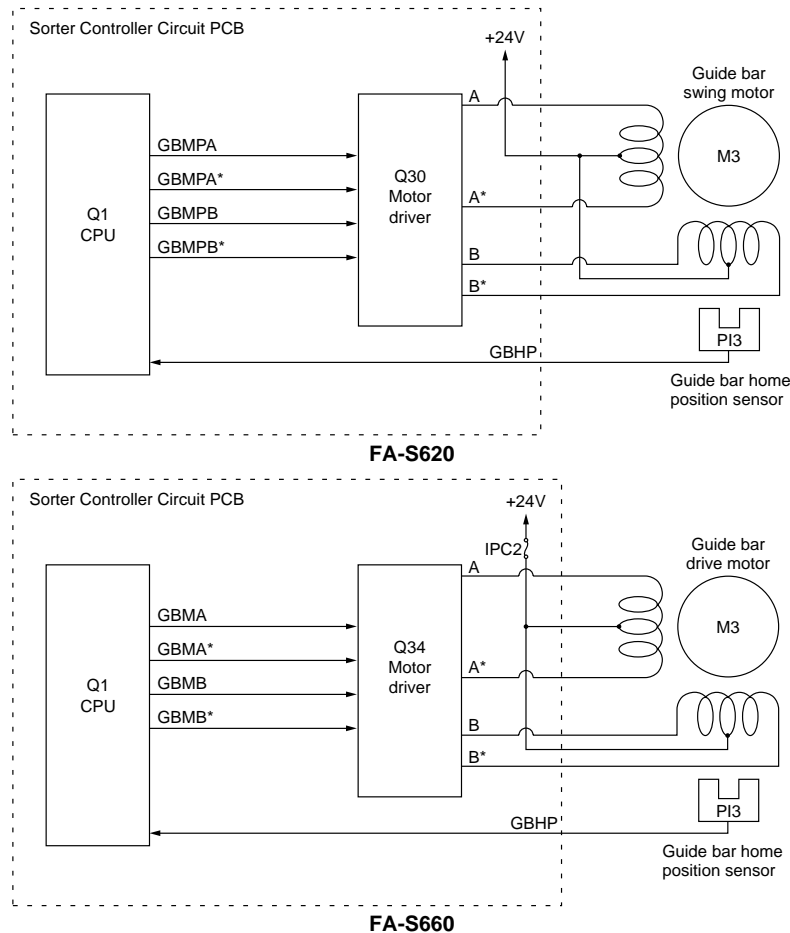 Sorter Controller Circuit PCB
+24V
Guide bar
swing motor
A
M3
GBMPA
GBMPA*
GBMPB
GBMPB*
Q1
CPU
Q30
Motor
driver
A*
B
B*
PI3
GBHP
Guide bar home
position sensor
FA-S620
Sorter Controller Circuit PCB
+24V
IPC2
Guide bar
drive motor
A
M3
GBMA
GBMA*
GBMB
GBMB*
Q1
CPU
Q34
Motor
driver
A*
B
B*
PI3
GBHP
Guide bar home
position sensor
FA-S660